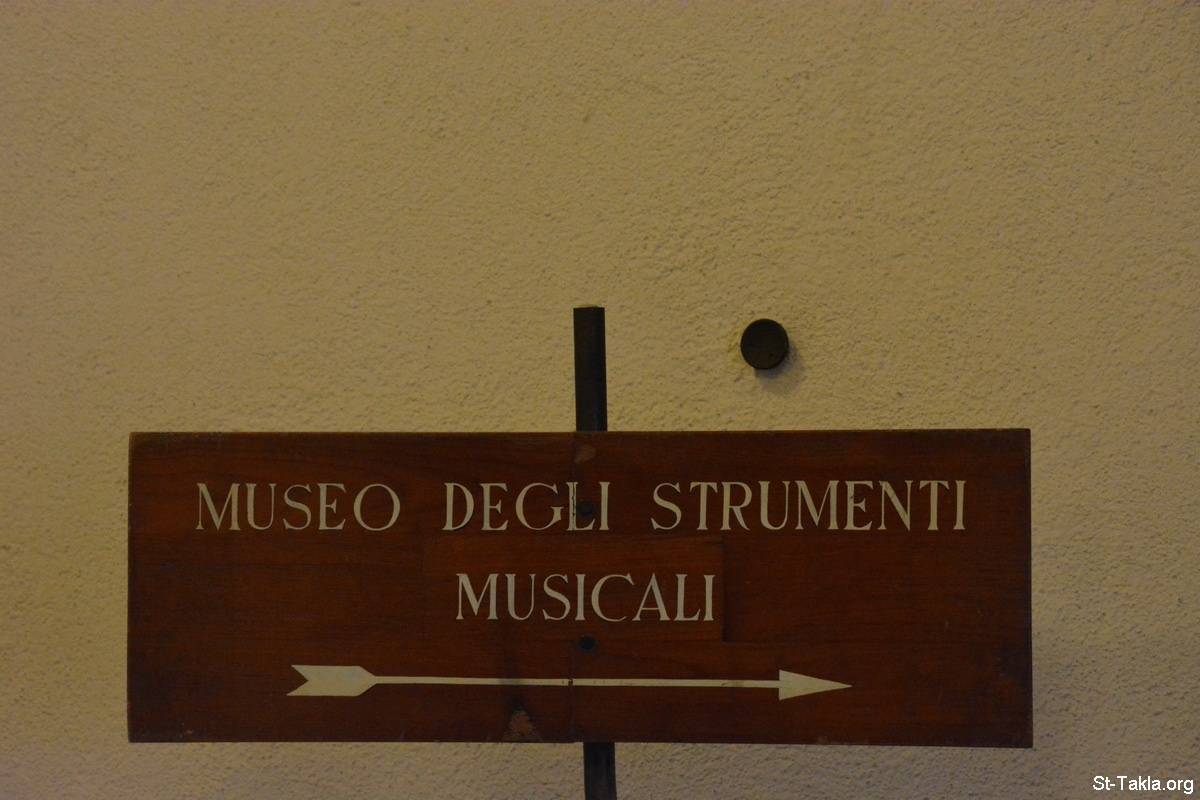 MUSEO DEGLI STRUMENTI
MUSICALI
St-Takla.org